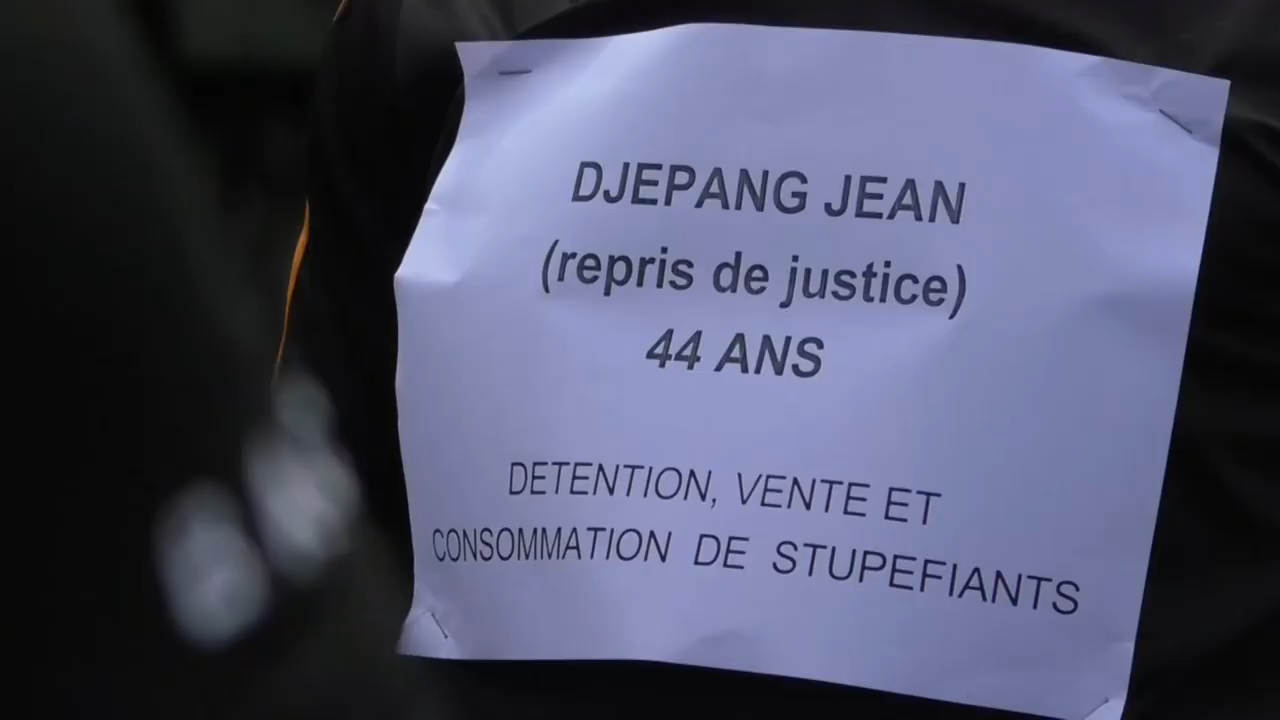 DJEPANG JEAN
(repris de justice)
44 ANS
DETENTION, VENTE ET
CONSOMMATION DE STUPEFIANTS